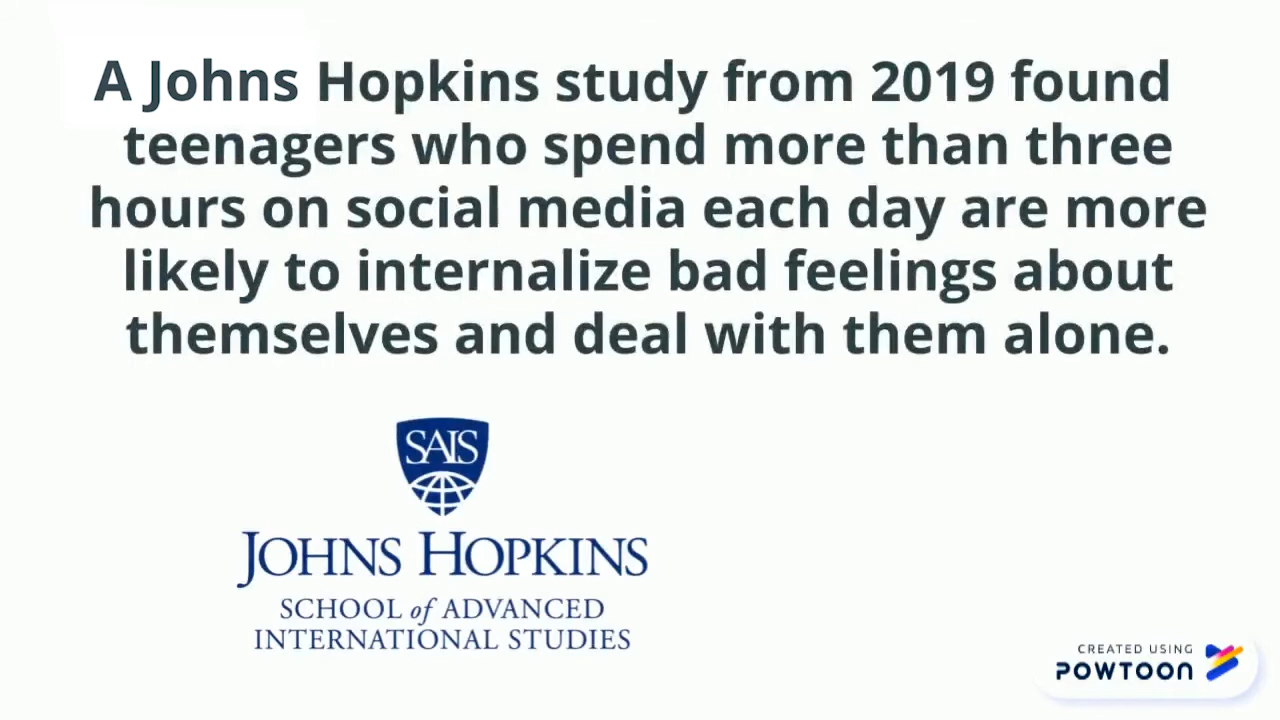 A Johns Hopkins study from 2019 found
teenagers who spend more than three
hours on social media each day are more
likely to internalize bad feelings about
themselves and deal with them alone.
SAIS
JOHNS HOPKINS
SCHOOL of ADVANCED
INTERNATIONAL STUDIES
CREATED USING
POWTOON